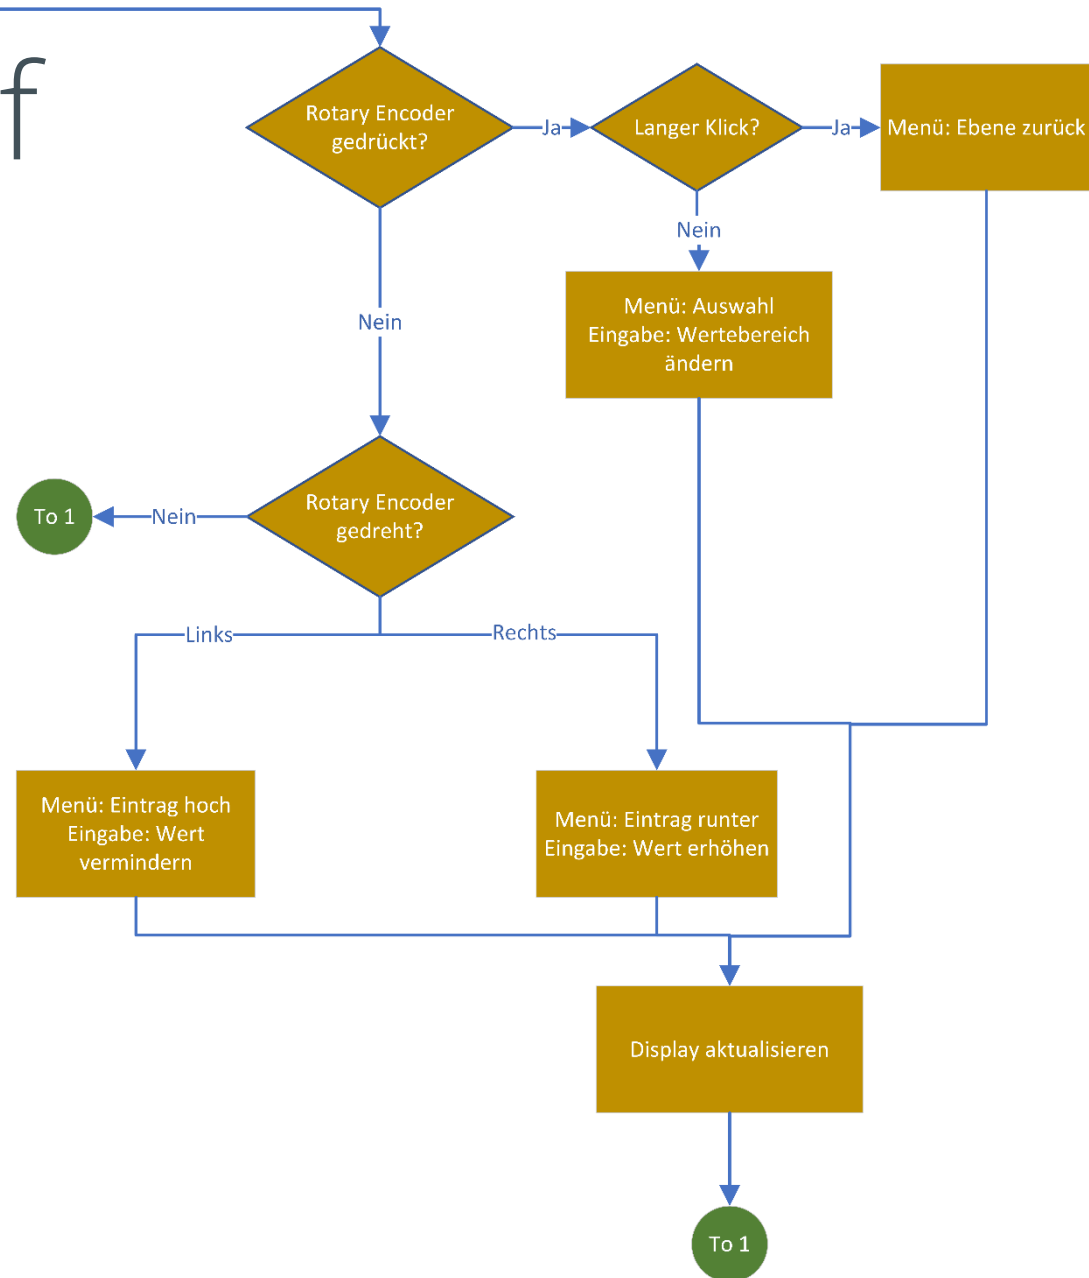 f
Rotary Encoder
gedrückt?
Ja
Langer Klick?
Ja
Menü: Ebene zurück
Nein
Menü: Auswahl
Eingabe: Wertebereich
ändern
Nein
Rotary Encoder
gedreht?
Nein
To 1
Links
Rechts
Menü: Eintrag hoch
Eingabe: Wert
vermindern
Menü: Eintrag runter
Eingabe: Wert erhöhen
Display aktualisieren
To 1